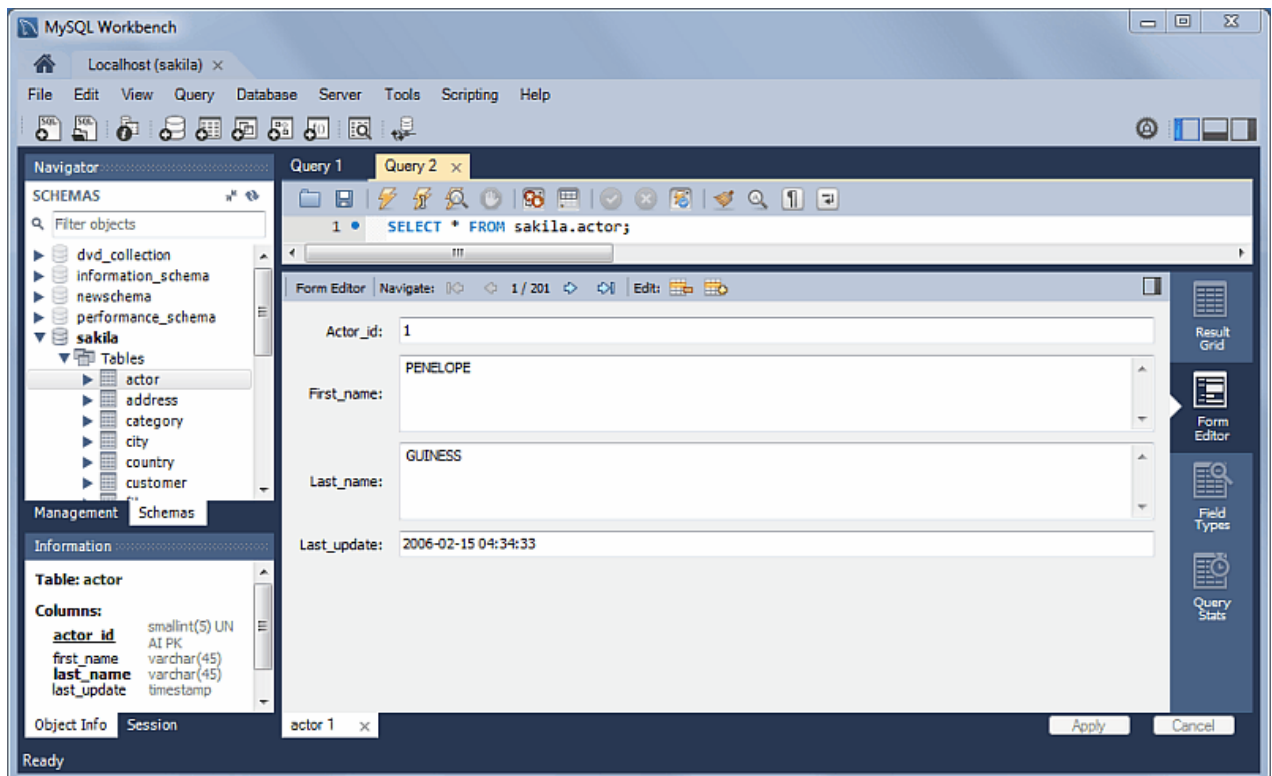 MySQL Workbench
Localhost (sakila)
File Edit View Query Database Server Tools Scripting Help
Navigator
SCHEMAS
Filter objects
dvd_collection
information_schema
newschema
performance_schema
sakila
Tables
actor
address
category
city
country
customer
Management Schemas
Information
Table: actor
Columns:
actor_id smallint(5) UN
AI PK
first_name varchar(45)
last_name varchar(45)
last_update timestamp
Object Info Session
Query 1 Query 2
1 SELECT * FROM sakila.actor;
Form Editor Navigate: 1 / 201 Edit:
Actor_id: 1
First_name: PENELOPE
Last_name: GUINESS
Last_update: 2006-02-15 04:34:33
Result
Grid
Form
Editor
Field
Types
Query
Stats
actor 1 Apply Cancel
Ready